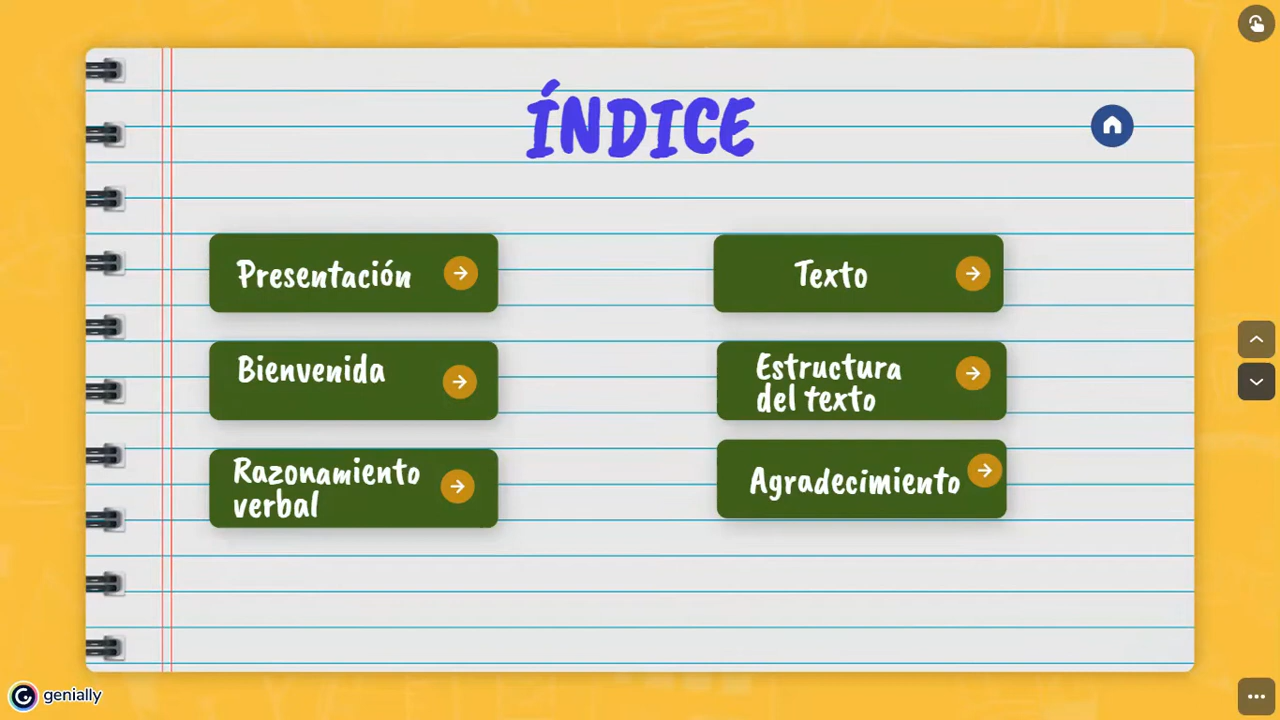 ÍNDICE
Presentación
Bienvenida
Razonamiento
verbal
Texto
Estructura
del texto
Agradecimiento
genially